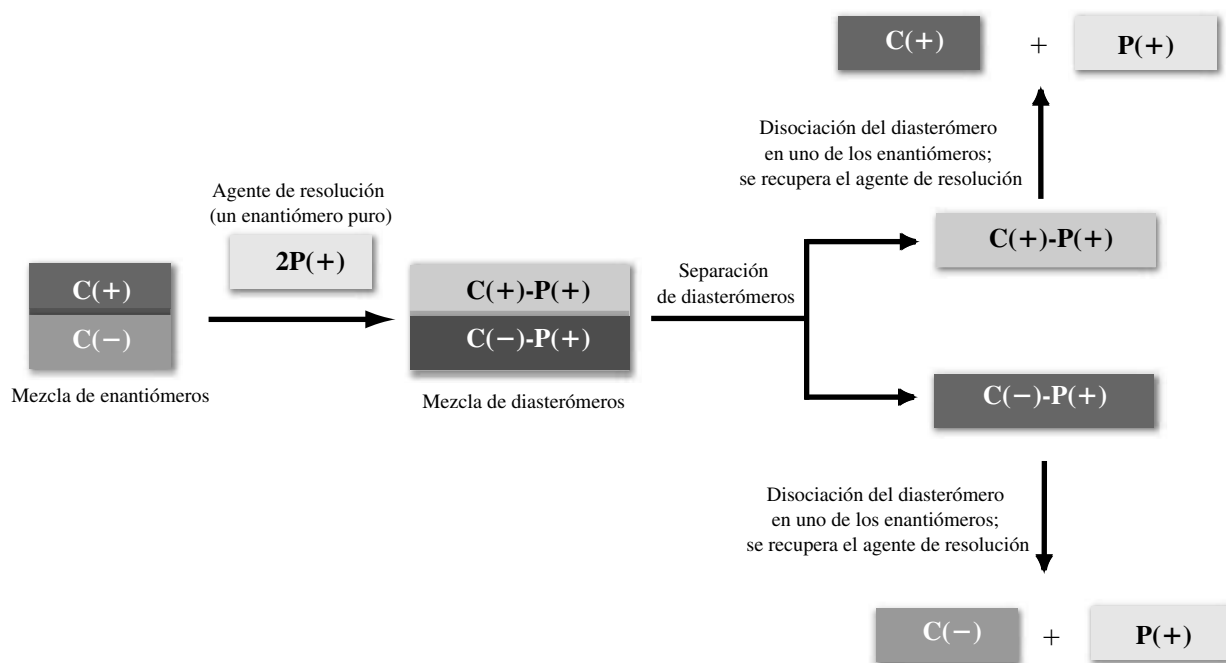 C(+) + P(+)
Disociación del diasterómero
en uno de los enantiómeros;
se recupera el agente de resolución
Agente de resolución
(un enantiómero puro)
2P(+)
C(+)
C(−)
Mezcla de enantiómeros
C(+)-P(+)
C(−)-P(+)
Mezcla de diasterómeros
Separación
de diasterómeros
C(+)-P(+)
C(−)-P(+)
Disociación del diasterómero
en uno de los enantiómeros;
se recupera el agente de resolución
C(−) + P(+)